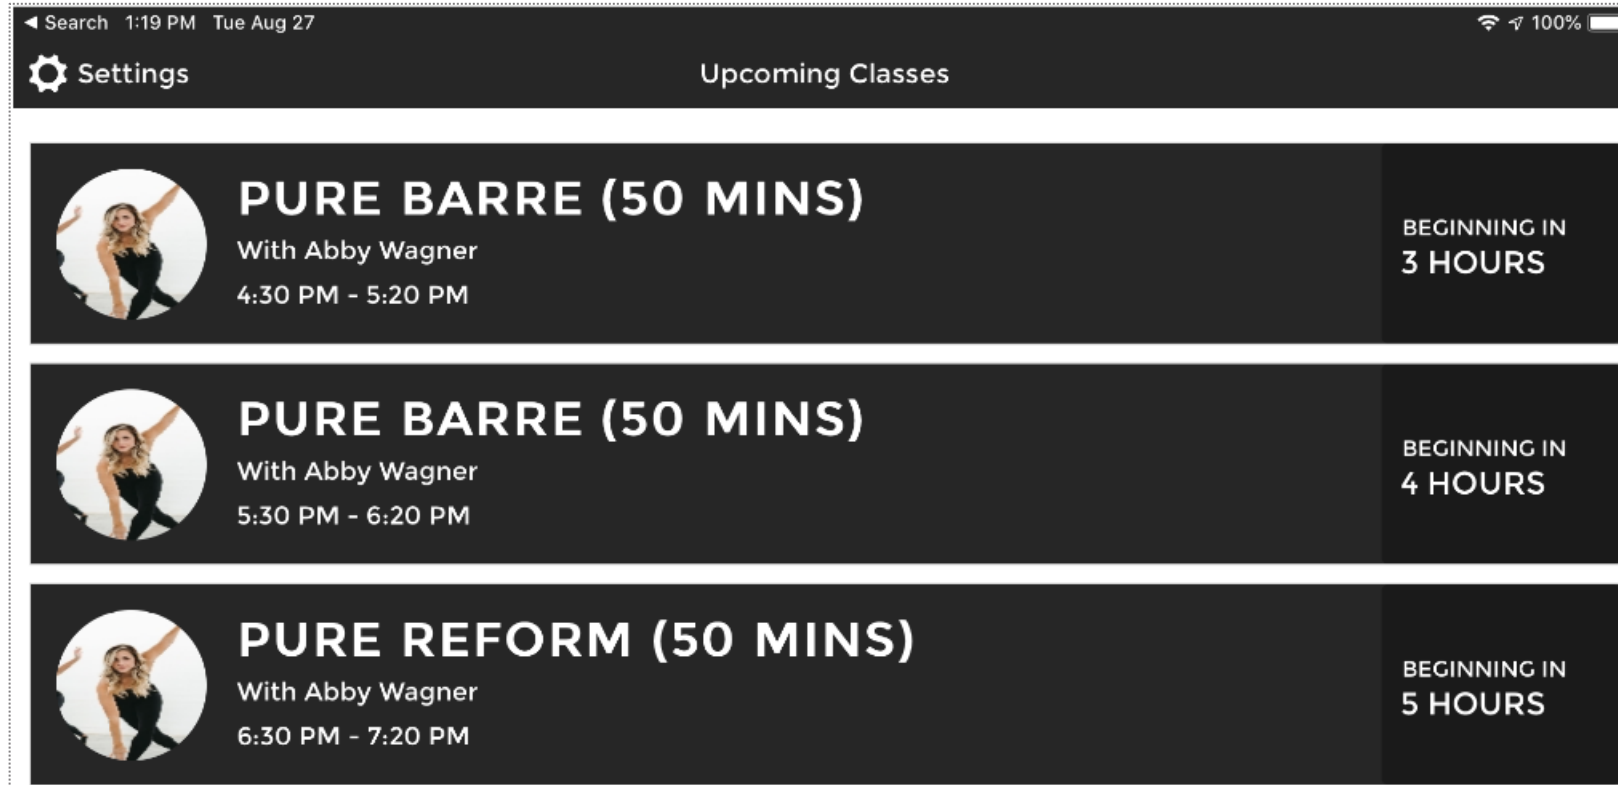 ◀ Search 1:19 PM Tue Aug 27 100%
Settings Upcoming Classes
PURE BARRE (50 MINS)
With Abby Wagner
4:30 PM - 5:20 PM
BEGINNING IN
3 HOURS
PURE BARRE (50 MINS)
With Abby Wagner
5:30 PM - 6:20 PM
BEGINNING IN
4 HOURS
PURE REFORM (50 MINS)
With Abby Wagner
6:30 PM - 7:20 PM
BEGINNING IN
5 HOURS